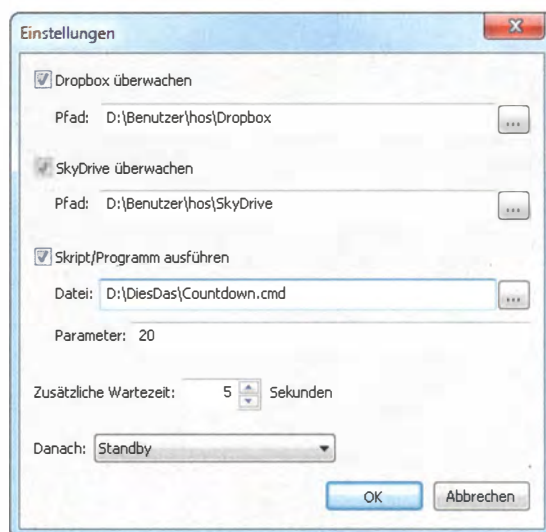 Einstellungen
Dropbox überwachen
Pfad: D:\Benutzer\hos\Dropbox ...
SkyDrive überwachen
Pfad: D:\Benutzer\hos\SkyDrive ...
Skript/Programm ausführen
Datei: D:\DiesDas\Countdown.cmd ...
Parameter: 20
Zusätzliche Wartezeit: 5 Sekunden
Danach: Standby
OK Abbrechen